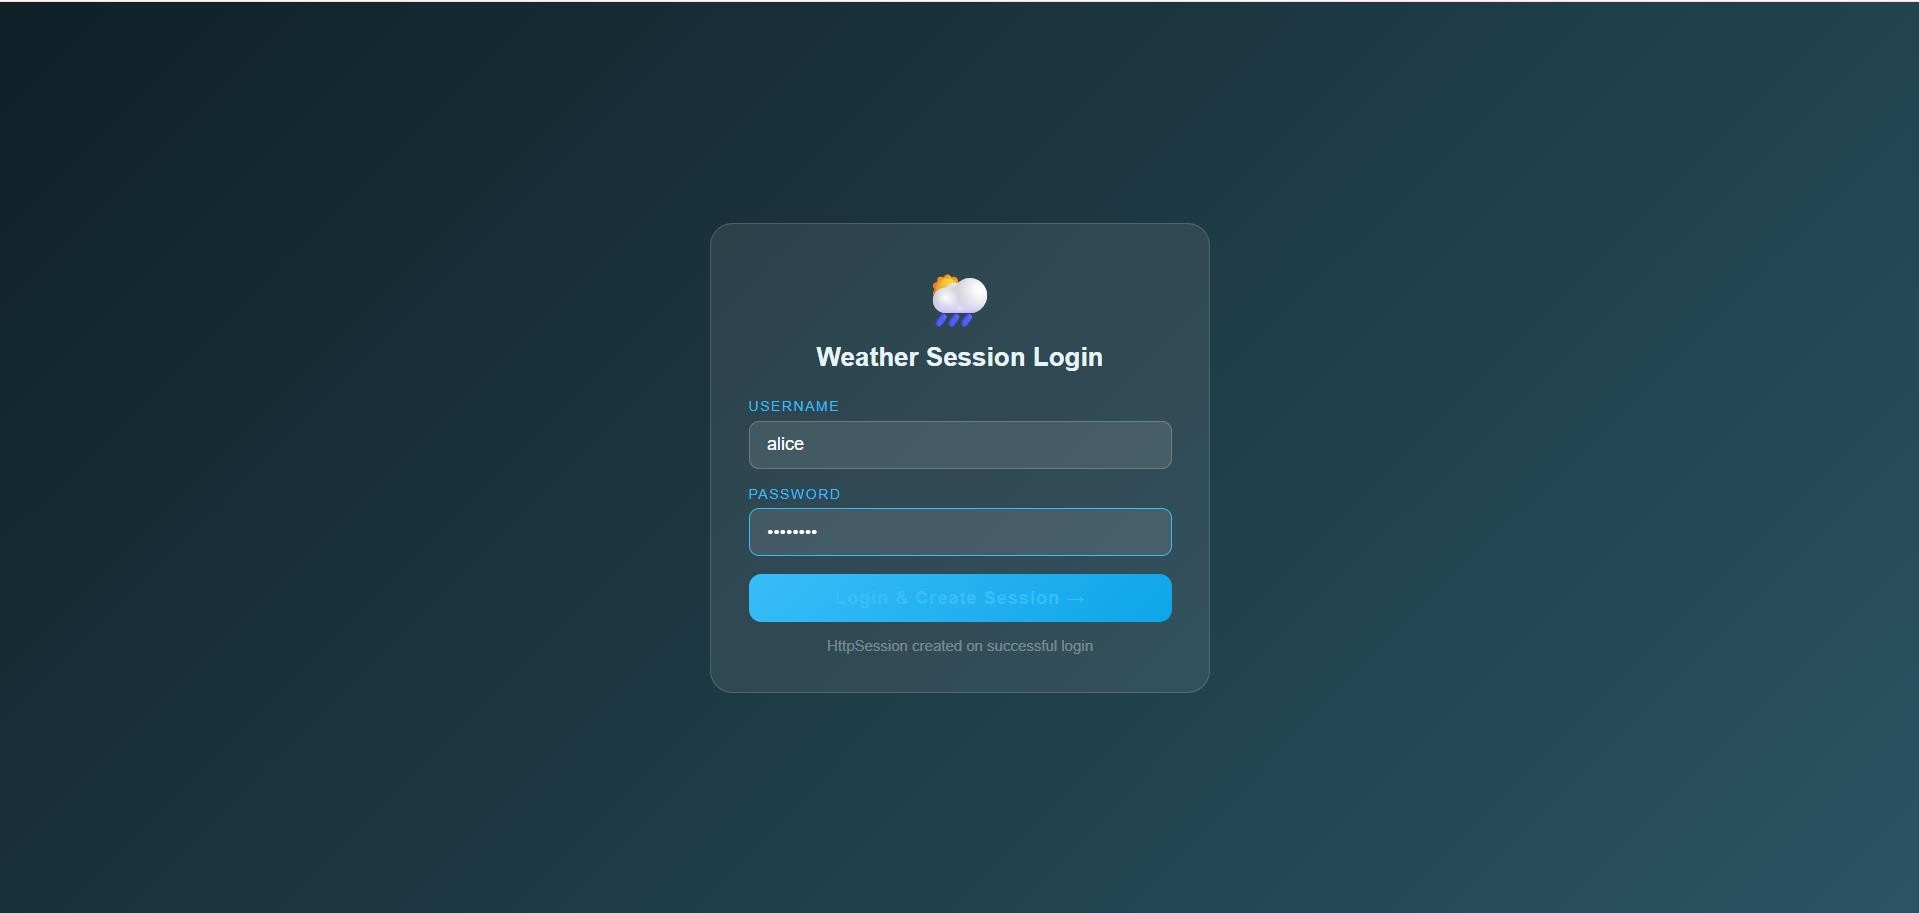 Weather Session Login
USERNAME
alice
PASSWORD
••••••••
Login & Create Session →
HttpSession created on successful login